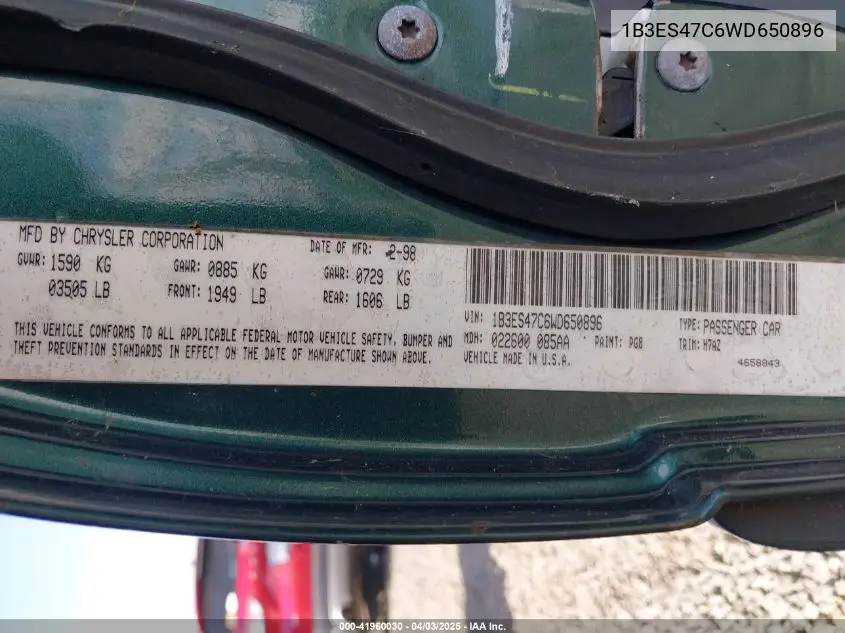 1B3ES47C6WD650896
MFD BY CHRYSLER CORPORATION
DATE OF MFR: 2-98
GVWR: 1590 KG
GAWR: 0885 KG
GAWR: 0729 KG
03505 LB
FRONT: 1949 LB
REAR: 1606 LB
THIS VEHICLE CONFORMS TO ALL APPLICABLE FEDERAL MOTOR VEHICLE SAFETY, BUMPER AND
THEFT PREVENTION STANDARDS IN EFFECT ON THE DATE OF MANUFACTURE SHOWN ABOVE.
VIN: 1B3ES47C6WD650896
TYPE: PASSENGER CAR
MDH: 022600 085AA
PAINT: PGB
TRIM: H7AZ
VEHICLE MADE IN U.S.A.
4658843
000-41960030 - 04/03/2025 - IAA Inc.